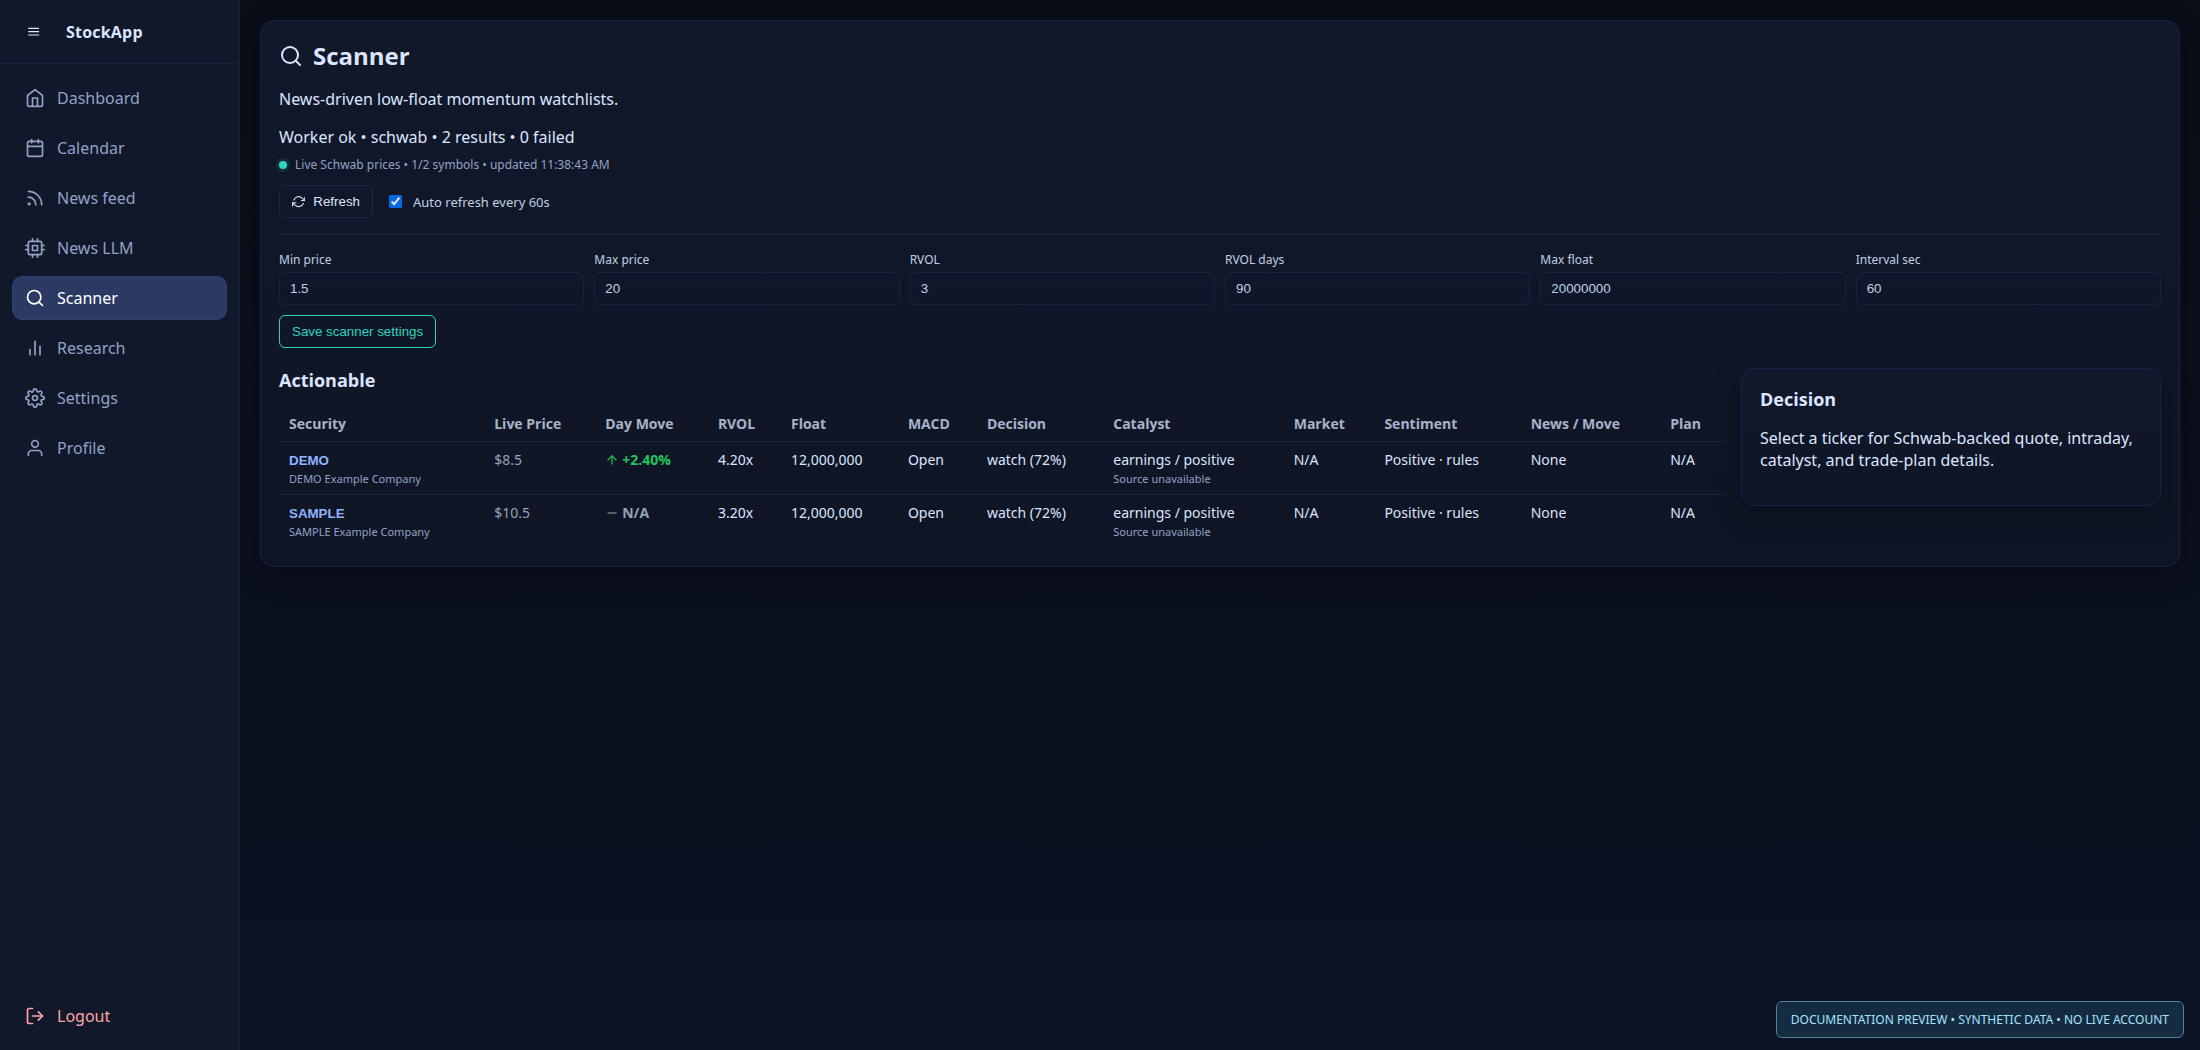 StockApp
Dashboard
Calendar
News feed
News LLM
Scanner
Research
Settings
Profile
Logout
Scanner
News-driven low-float momentum watchlists.
Worker ok • schwab • 2 results • 0 failed
Live Schwab prices • 1/2 symbols • updated 11:38:43 AM
Refresh Auto refresh every 60s
Min price Max price RVOL RVOL days Max float Interval sec
1.5 20 3 90 20000000 60
Save scanner settings
Actionable
Security Live Price Day Move RVOL Float MACD Decision Catalyst Market Sentiment News / Move Plan
DEMO $8.5 ↑ +2.40% 4.20x 12,000,000 Open watch (72%) earnings / positive N/A Positive · rules None N/A
DEMO Example Company Source unavailable
SAMPLE $10.5 — N/A 3.20x 12,000,000 Open watch (72%) earnings / positive N/A Positive · rules None N/A
SAMPLE Example Company Source unavailable
Decision
Select a ticker for Schwab-backed quote, intraday,
catalyst, and trade-plan details.
DOCUMENTATION PREVIEW • SYNTHETIC DATA • NO LIVE ACCOUNT